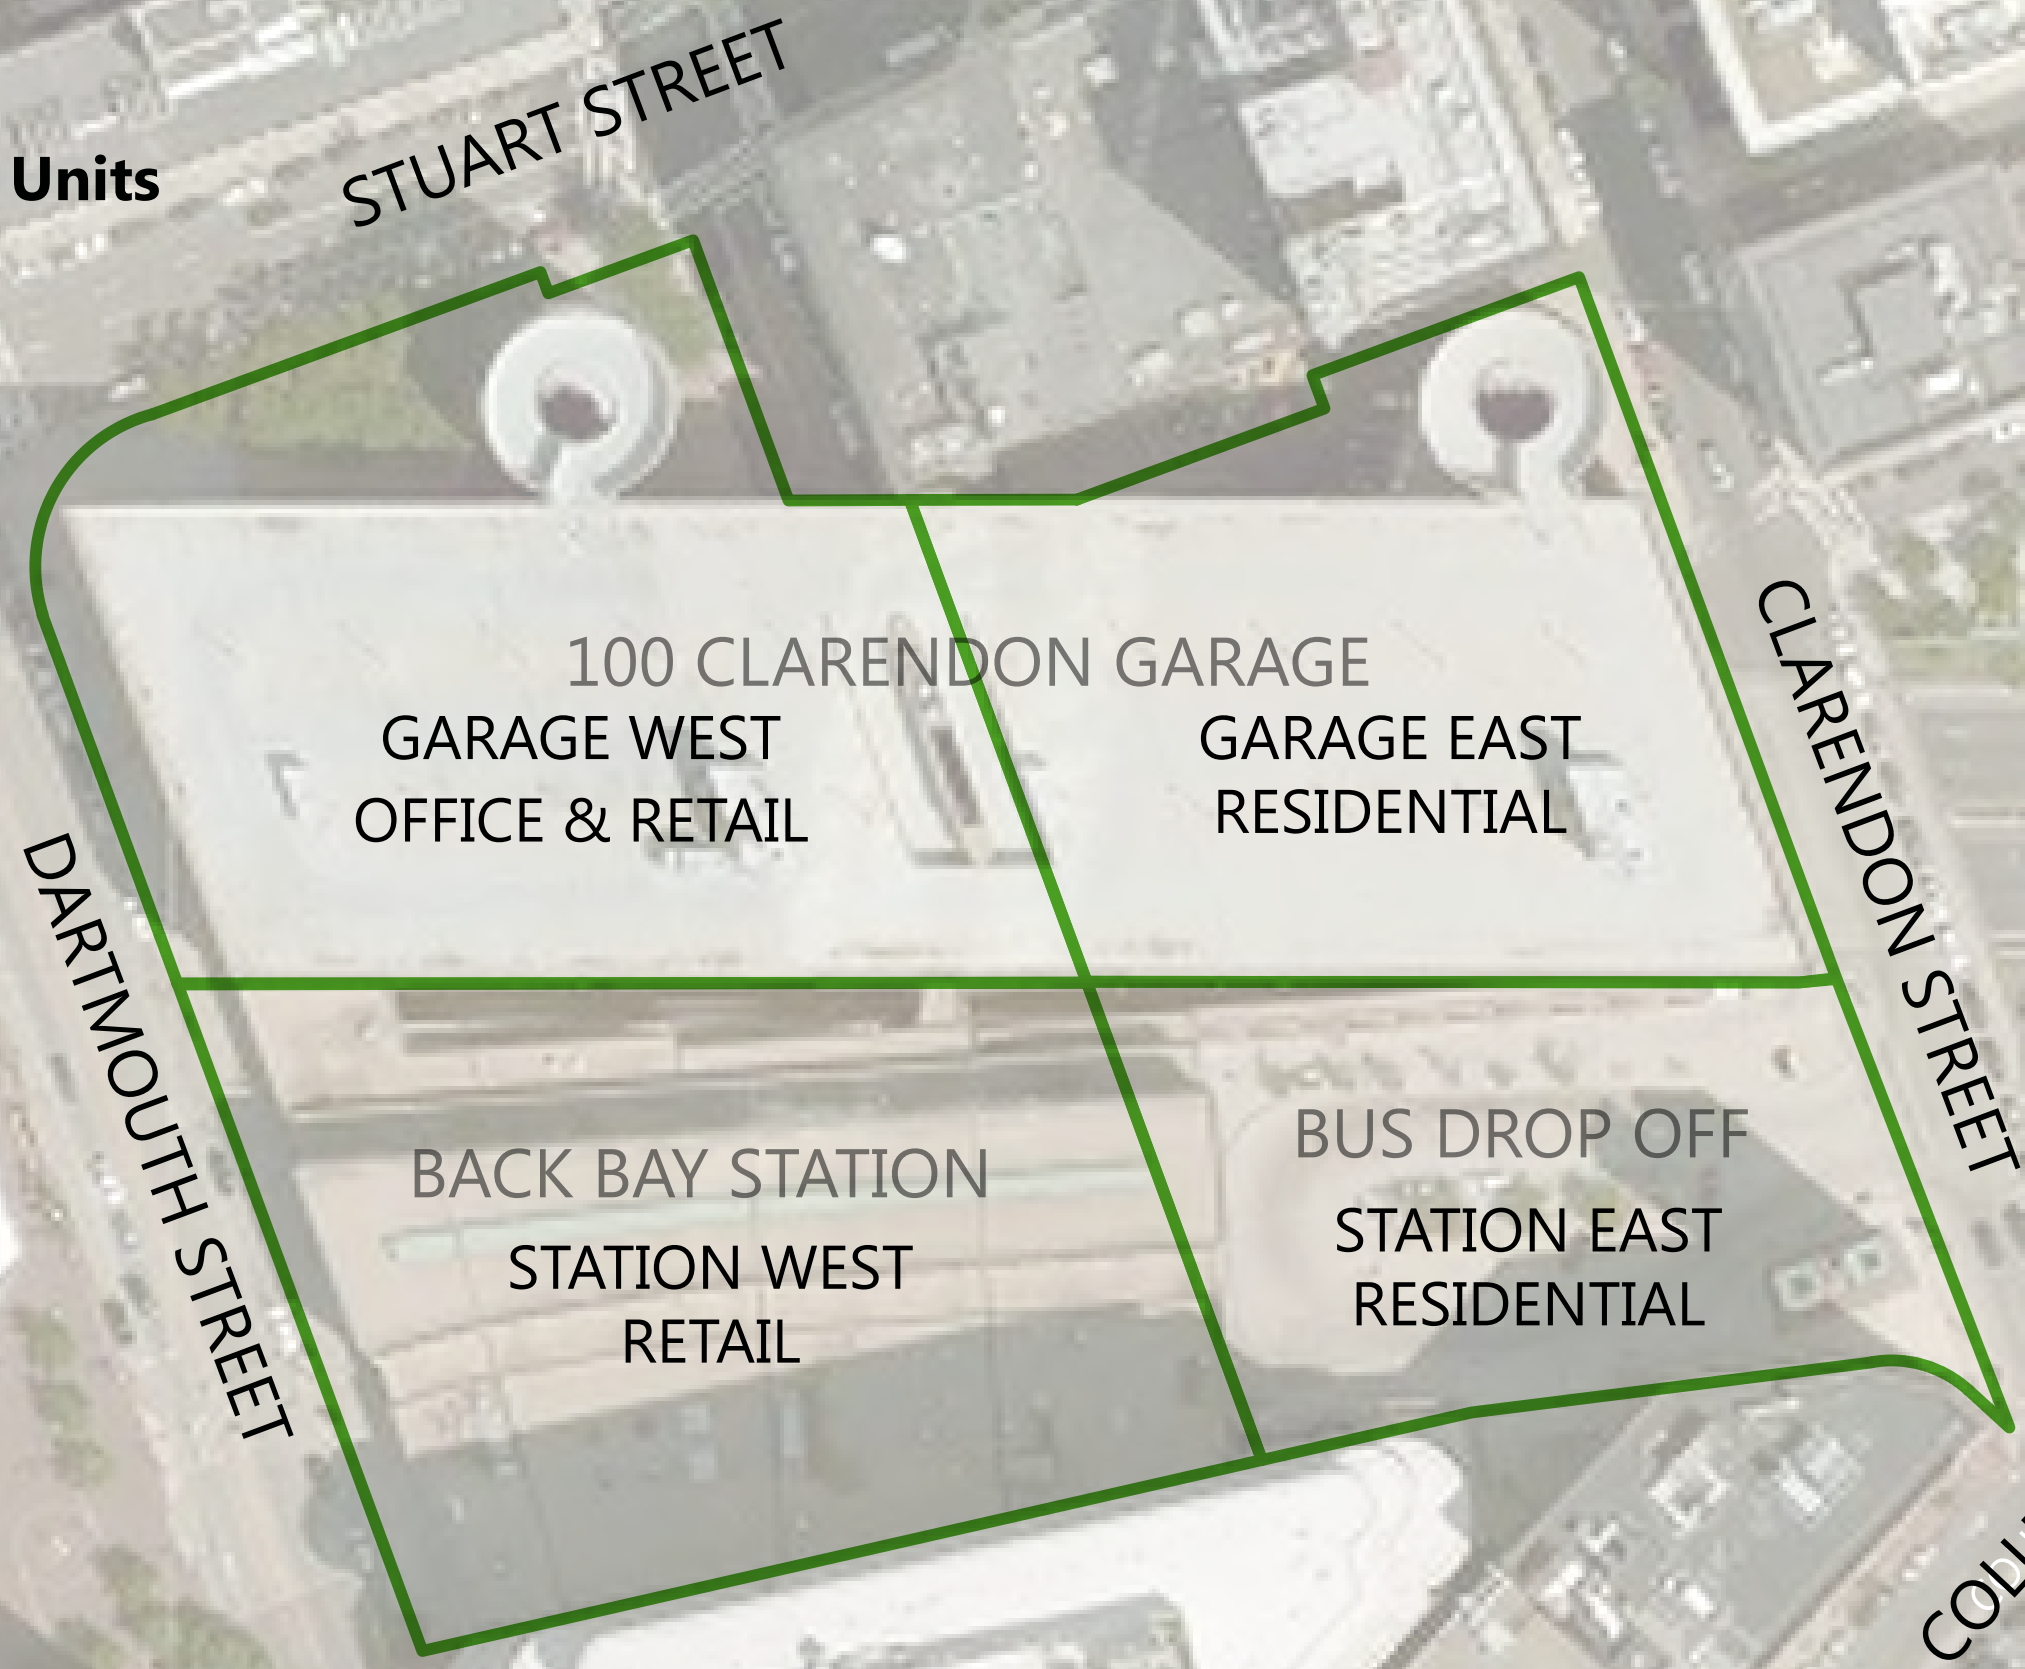 STUART STREET
Units
100 CLARENDON GARAGE
GARAGE WEST
OFFICE & RETAIL
GARAGE EAST
RESIDENTIAL
CLARENDON STREET
DARTMOUTH STREET
BACK BAY STATION
STATION WEST
RETAIL
BUS DROP OFF
STATION EAST
RESIDENTIAL